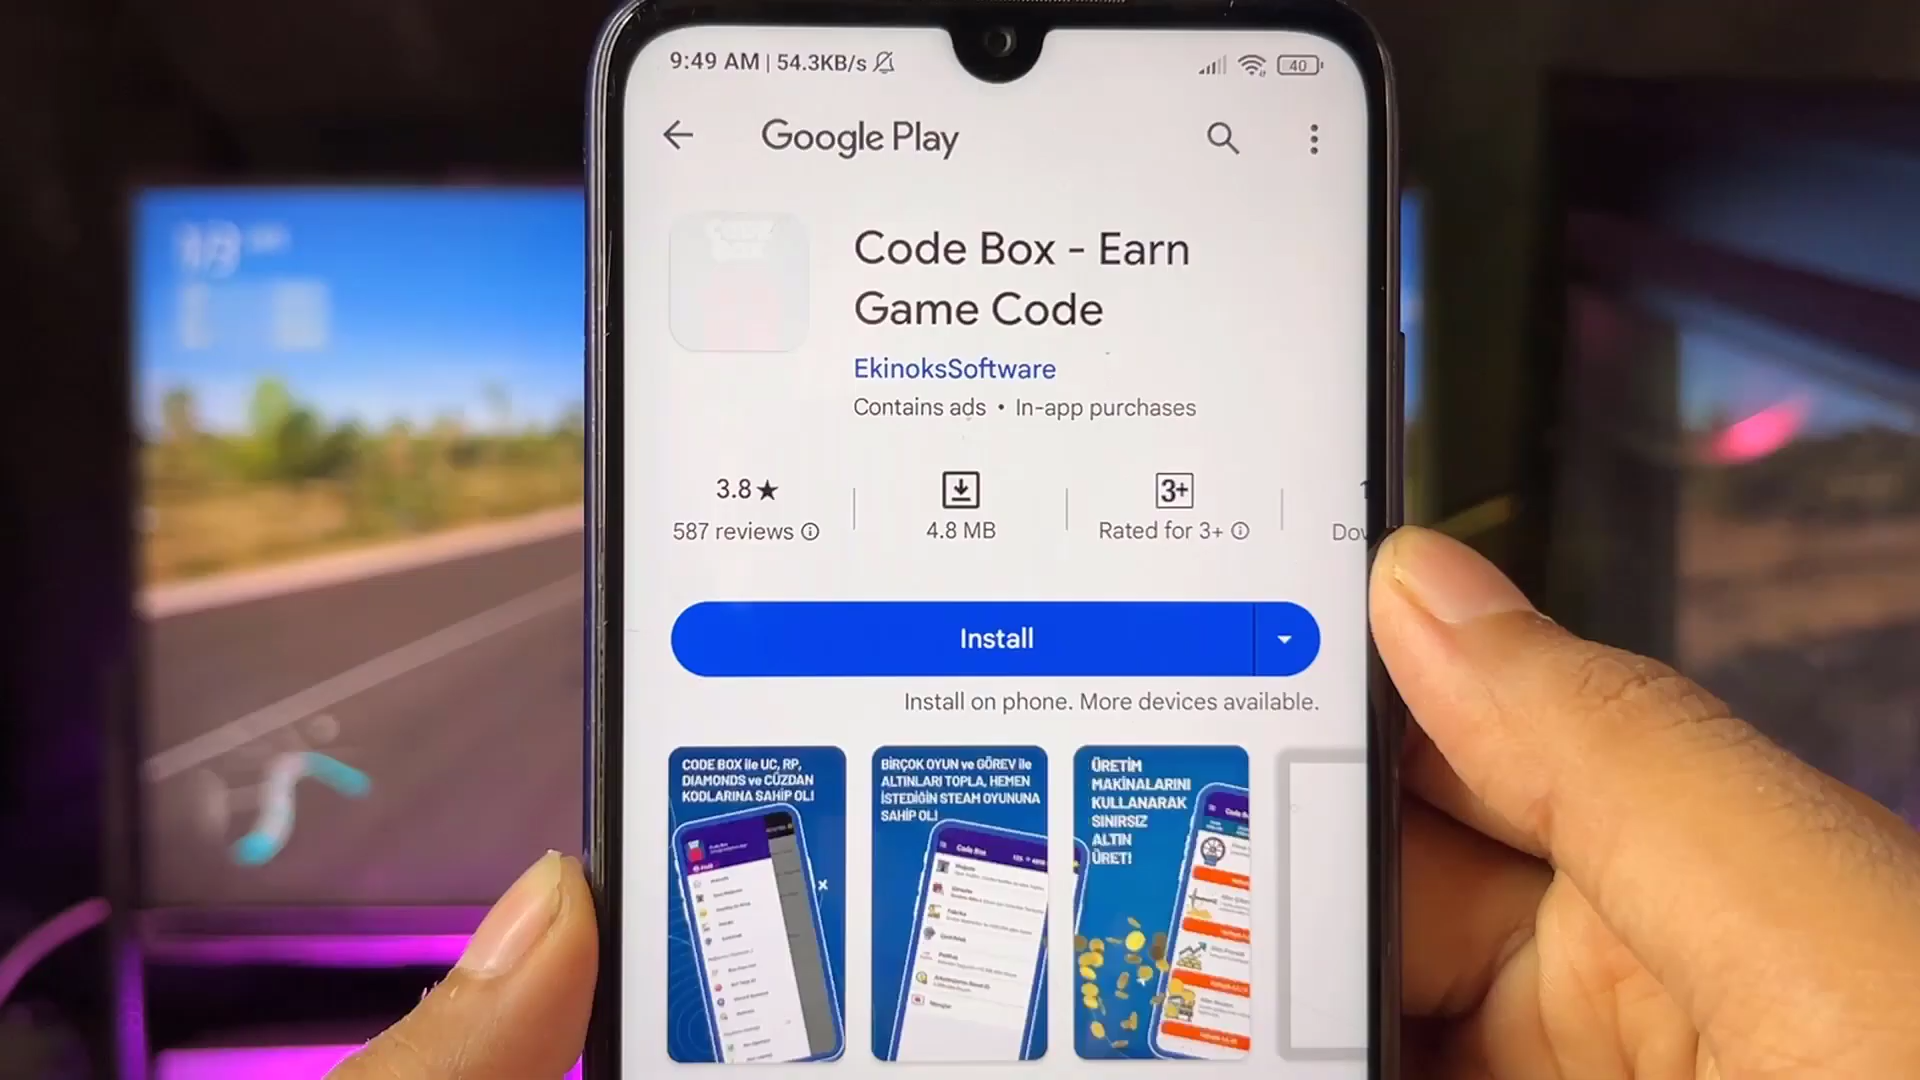 9:49 AM | 54.3KB/s
40
Google Play
Code Box - Earn
Game Code
EkinoksSoftware
Contains ads • In-app purchases
3.8★
587 reviews
4.8 MB
3+
Rated for 3+
Install
Install on phone. More devices available.
CODE BOX ile UC, RP,
DIAMONDS ve CÜZDAN
KODLARINA SAHİP OL!
BİRÇOK OYUN ve GÖREV ile
ALTINLARI TOPLA, HEMEN
İSTEDİĞİN STEAM OYUNUNA
SAHİP OL!
Code Box
ÜRETİM
MAKİNALARINI
KULLANARAK
SINIRSIZ
ALTIN
ÜRET!